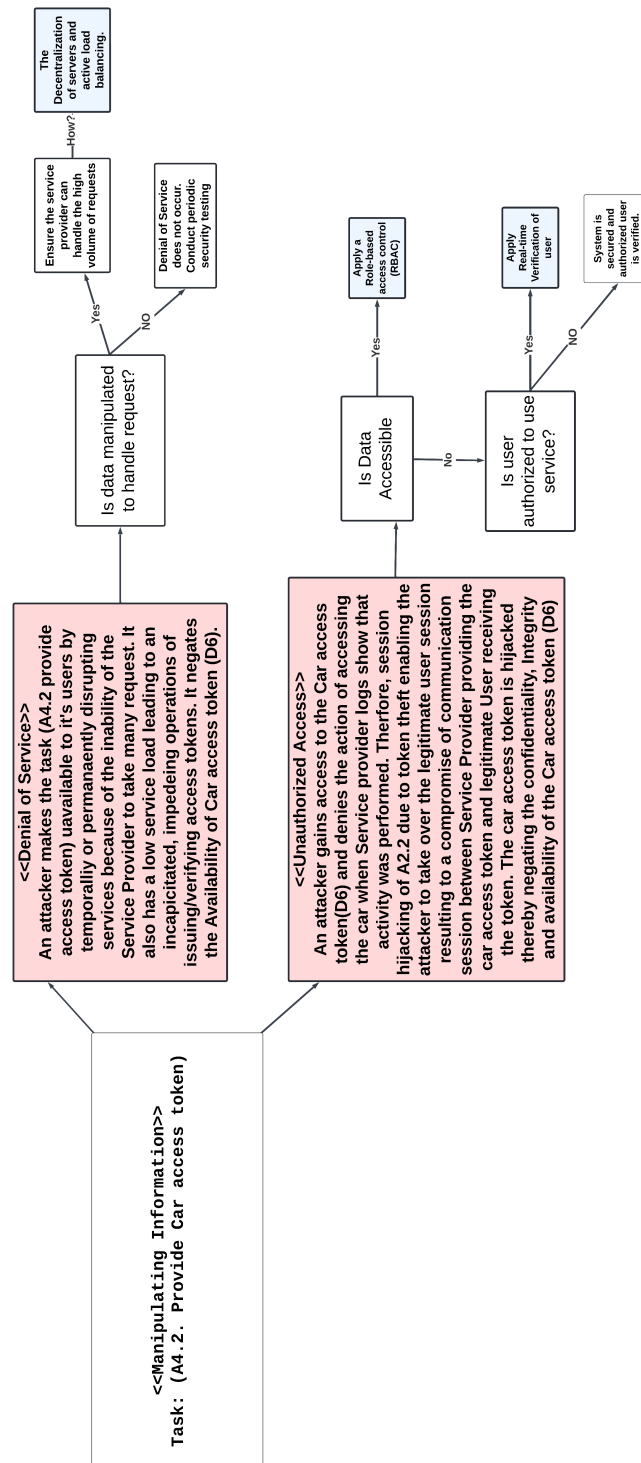 <<Manipulating Information>>
Task: (A4.2. Provide Car access token)
<<Denial of Service>>
An attacker makes the task (A4.2 provide
access token) uavailable to it's users by
temporalliy or permanaently disrupting
services because of the inability of the
Service Provider to take many request. It
also has a low service load leading to an
incapicitated, impedeing operations of
issuing/verifying access tokens. It negates
the Availability of Car access token (D6).
Is data manipulated
to handle request?
Yes
Ensure the service
provider can
handle the high
volume of requests
How?
The
Decentralization
of servers and
active load
balancing.
NO
Denial of Service
does not occur.
Conduct periodic
security testing
<<Unauthorized Access>>
An attacker gains access to the Car access
token(D6) and denies the action of accessing
the car when Service provider logs show that
activity was performed. Therfore, session
hijacking of A2.2 due to token theft enabling the
attacker to take over the legitimate user session
resulting to a compromise of communication
session between Service Provider providing the
car access token and legitimate User receiving
the token. The car access token is hijacked
thereby negating the confidentiality, Integrity
and availability of the Car access token (D6)
Is Data
Accessible
Yes
Apply a
Role-based
access control
(RBAC)
No
Is user
authorized to use
service?
Yes
Apply
Real-time
Verification of
user
NO
System is
secured and
authorized user
is verified.